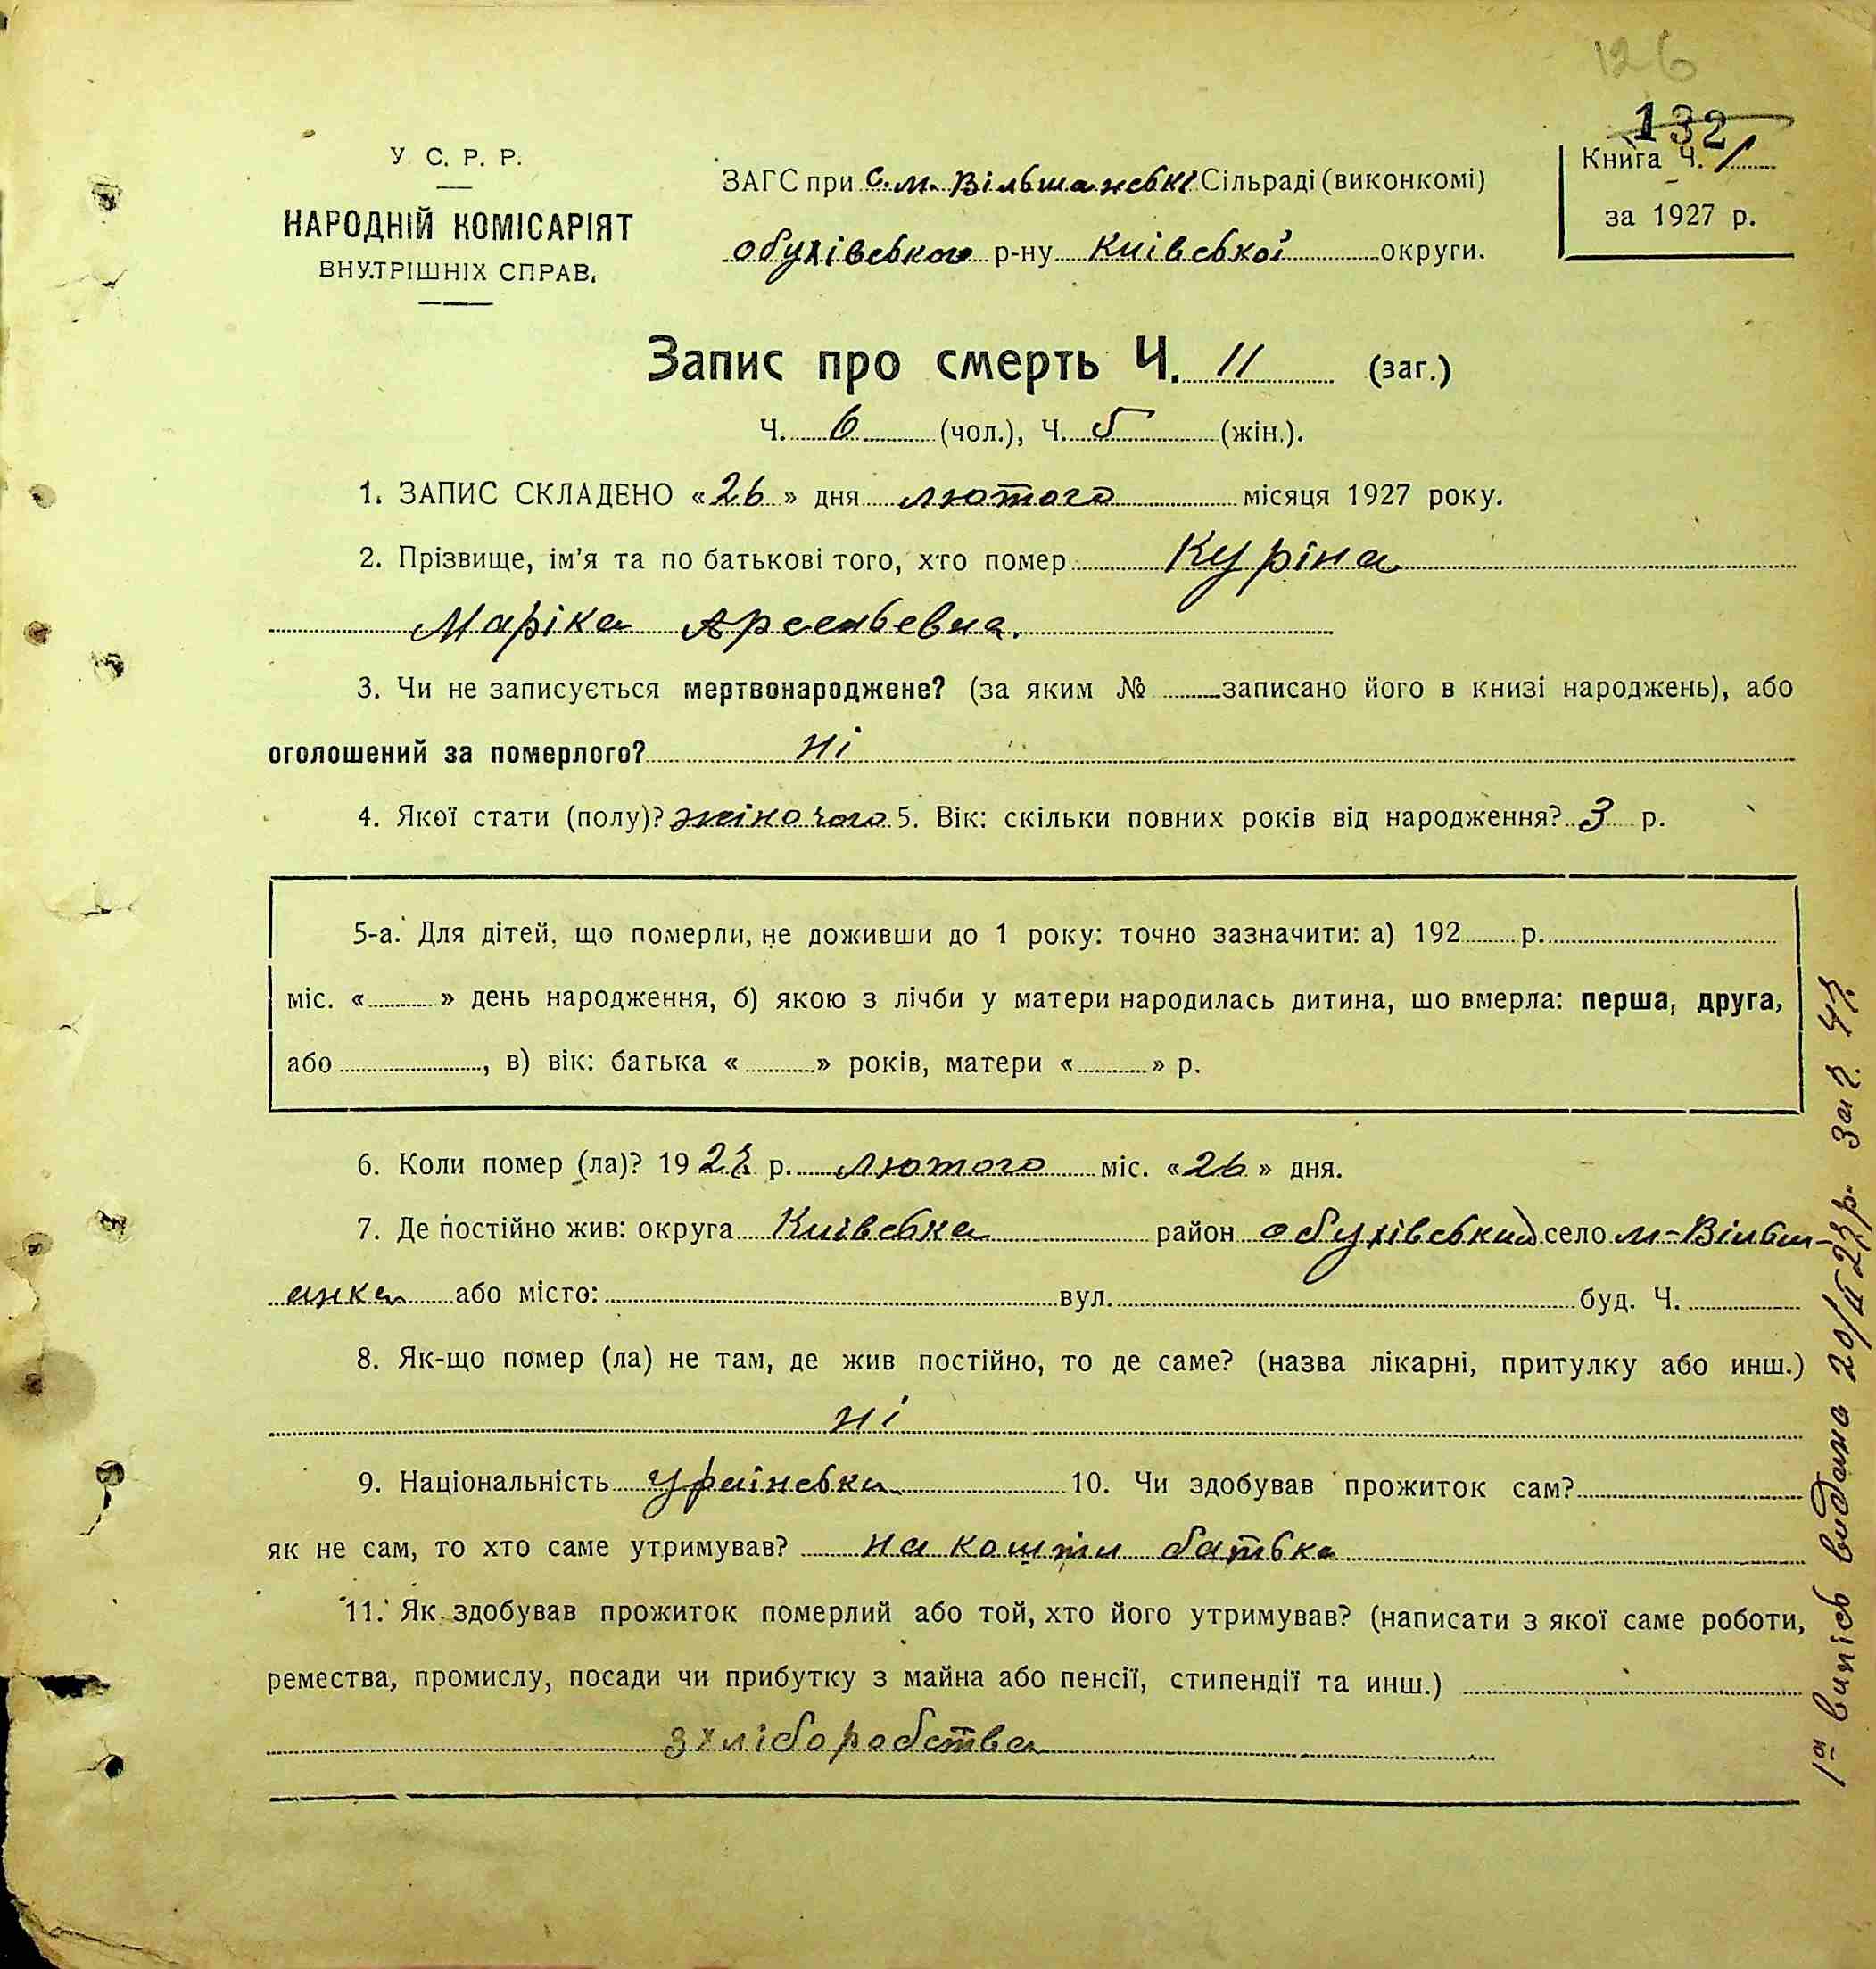 126
132
У С. Р. Р.
НАРОДНІЙ КОМІСАРІЯТ
ВНУТРІШНІХ СПРАВ.
ЗАГС при с. м. Вільшанські Сільраді (виконкомі)
обухівського р-ну Київської округи.
Книга Ч. 1
за 1927 р.
Запис про смерть Ч. 11 (заг.)
Ч. 6 (чол.), Ч. 5 (жін.).
1. ЗАПИС СКЛАДЕНО «26» дня лютого місяця 1927 року.
2. Прізвище, ім'я та по батькові того, хто помер Куріна
Маріка Арсеньевна.
3. Чи не записується мертвонароджене? (за яким № записано його в книзі народжень), або
оголошений за померлого? ні
4. Якої стати (полу)? жіночого 5. Вік: скільки повних років від народження? 3 р.
5-а. Для дітей, що померли, не доживши до 1 року: точно зазначити: а) 192 р.
міс. « » день народження, б) якою з лічби у матери народилась дитина, шо вмерла: перша, друга,
або , в) вік: батька « » років, матери « » р.
6. Коли помер (ла)? 1927 р. лютого міс. «26» дня.
7. Де постійно жив: округа Київська район обухівський село м-Вільш-
анка або місто: вул. буд. Ч.
8. Як-що помер (ла) не там, де жив постійно, то де саме? (назва лікарні, притулку або инш.)
ні
9. Національність 10. Чи здобував прожиток сам?
як не сам, то хто саме утримував? на кошти батька
11. Як здобував прожиток померлий або той, хто його утримував? (написати з якої саме роботи,
ремества, промислу, посади чи прибутку з майна або пенсії, стипендії та инш.)
з хліборобства
1а випісь видана за г. 47.